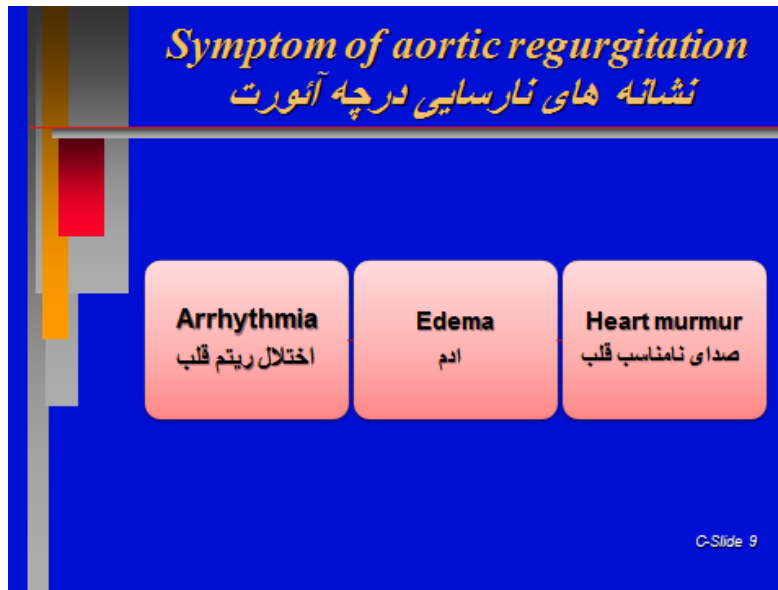 Symptom of aortic regurgitation
نشانه های نارسایی درچه آئورت
Arrhythmia
اختلال ریتم قلب
Edema
ادم
Heart murmur
صدای نامناسب قلب
C-Slide 9